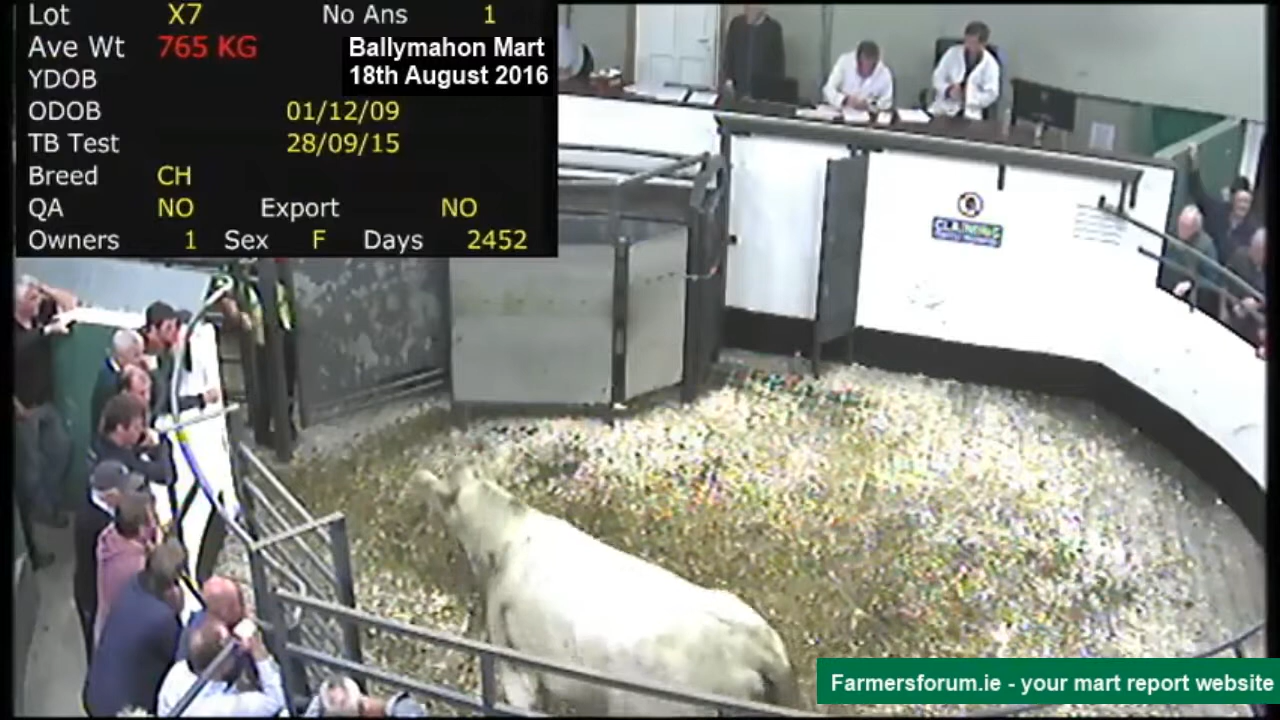 Lot X7 No Ans 1
Ave Wt 765 KG
Ballymahon Mart
18th August 2016
YDOB
ODOB 01/12/09
TB Test 28/09/15
Breed CH
QA NO Export NO
Owners 1 Sex F Days 2452
Farmersforum.ie - your mart report website